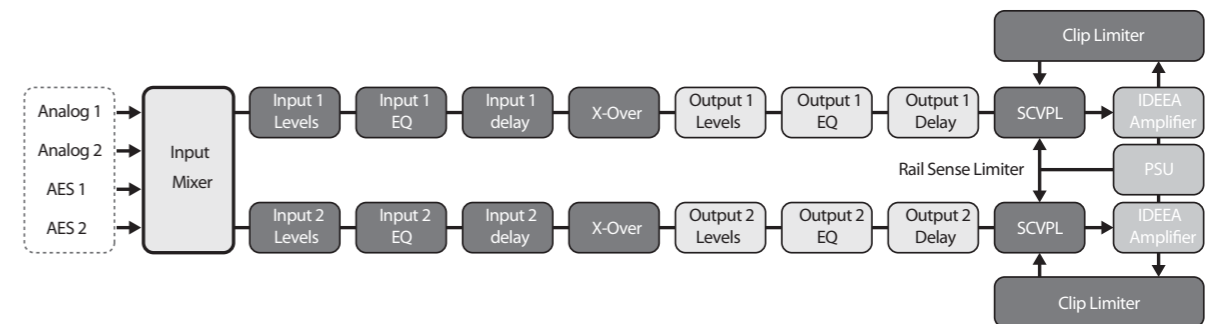 Clip Limiter
Analog 1
Analog 2
AES 1
AES 2
Input
Mixer
Input 1
Levels
Input 1
EQ
Input 1
delay
X-Over
Output 1
Levels
Output 1
EQ
Output 1
Delay
SCVPL
IDEEA
Amplifier
Rail Sense Limiter
PSU
Input 2
Levels
Input 2
EQ
Input 2
delay
X-Over
Output 2
Levels
Output 2
EQ
Output 2
Delay
SCVPL
IDEEA
Amplifier
Clip Limiter